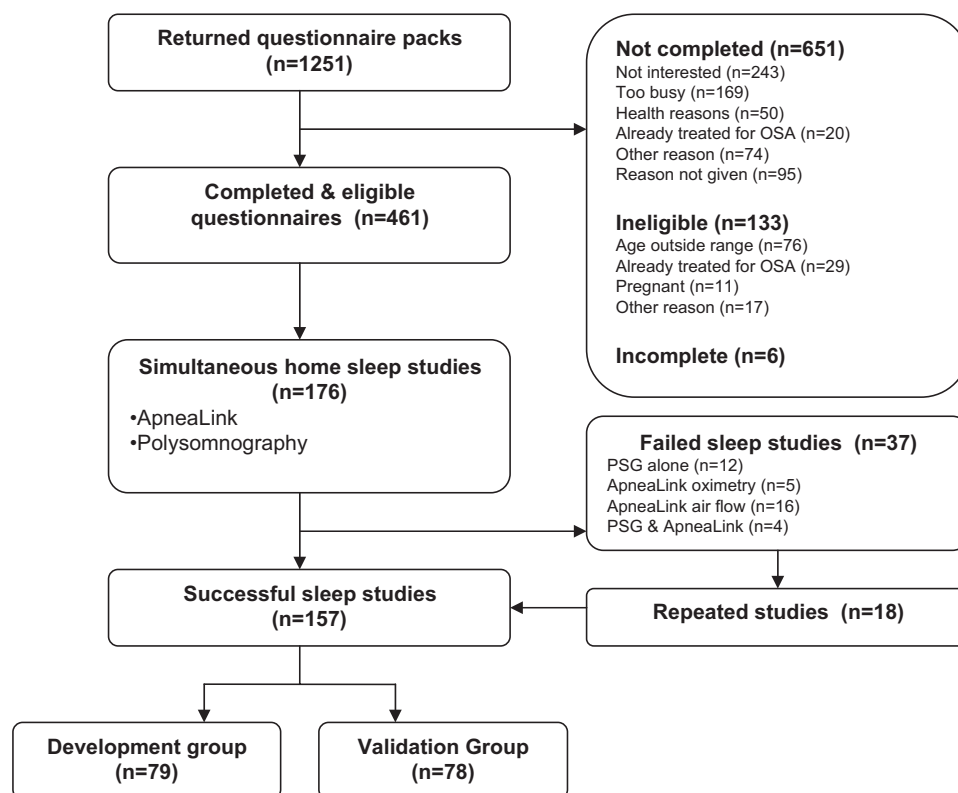 Returned questionnaire packs
(n=1251)
Not completed (n=651)
Not interested (n=243)
Too busy (n=169)
Health reasons (n=50)
Already treated for OSA (n=20)
Other reason (n=74)
Reason not given (n=95)
Ineligible (n=133)
Age outside range (n=76)
Already treated for OSA (n=29)
Pregnant (n=11)
Other reason (n=17)
Incomplete (n=6)
Completed & eligible
questionnaires (n=461)
Simultaneous home sleep studies
(n=176)
•ApneaLink
•Polysomnography
Failed sleep studies (n=37)
PSG alone (n=12)
ApneaLink oximetry (n=5)
ApneaLink air flow (n=16)
PSG & ApneaLink (n=4)
Repeated studies (n=18)
Successful sleep studies
(n=157)
Development group
(n=79)
Validation Group
(n=78)